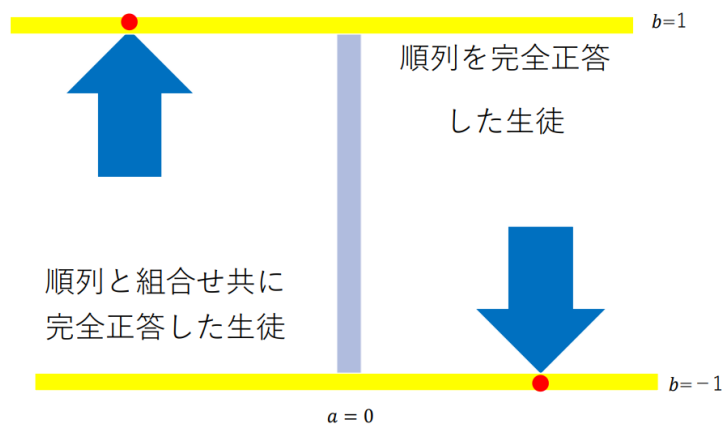 b=1
順列を完全正答
した生徒
順列と組合せ共に
完全正答した生徒
b=−1
a = 0